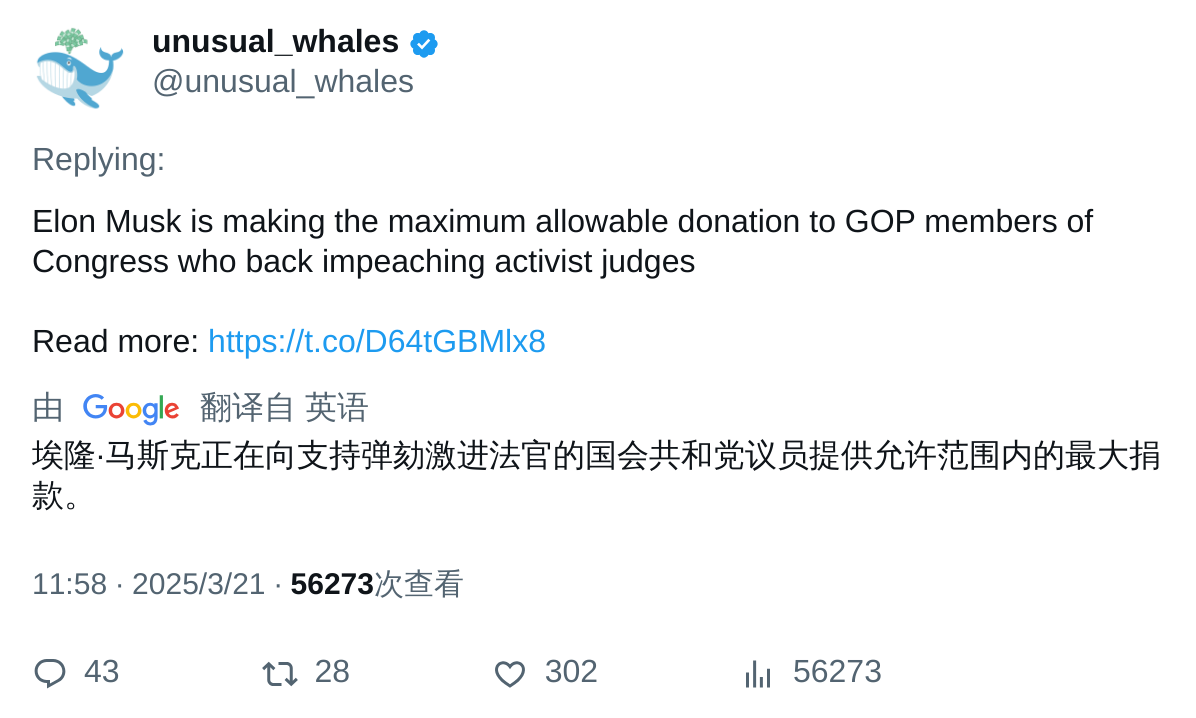 unusual_whales
@unusual_whales
Replying:
Elon Musk is making the maximum allowable donation to GOP members of
Congress who back impeaching activist judges
Read more: https://t.co/D64tGBMlx8
由 Google 翻译自 英语
埃隆·马斯克正在向支持弹劾激进法官的国会共和党议员提供允许范围内的最大捐
款。
11:58 · 2025/3/21 · 56273次查看
43 28 302 56273